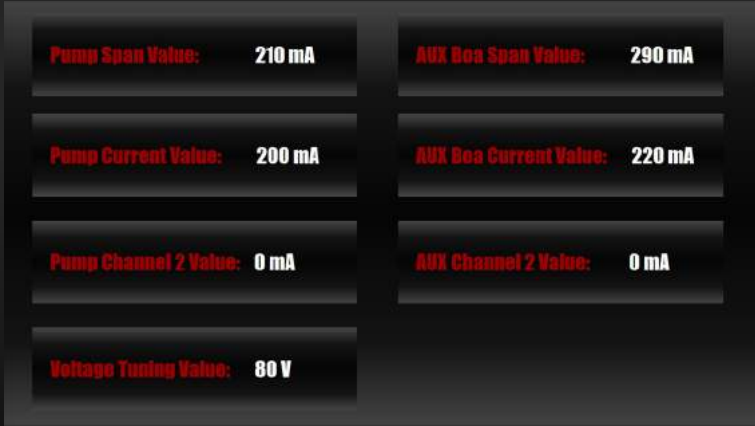 Pump Span Value: 210 mA
AUX Boa Span Value: 290 mA
Pump Current Value: 200 mA
AUX Boa Current Value: 220 mA
Pump Channel 2 Value: 0 mA
AUX Channel 2 Value: 0 mA
Voltage Tuning Value: 80 V